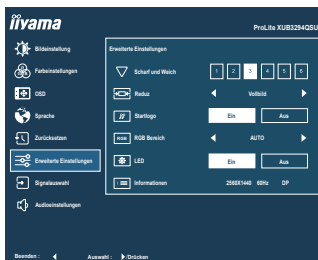 iiyama
ProLite XUB3294QSU
Bildeinstellung
Farbeinstellungen
OSD
Sprache
Zurücksetzen
Erweiterte Einstellungen
Signalauswahl
Audioeinstellungen
Erweiterte Einstellungen
Scharf und Weich 1 2 3 4 5 6
Reduz Vollbild
Startlogo Ein Aus
RGB RGB Bereich AUTO
LED Ein Aus
Informationen 2560X1440 60Hz DP
Beenden : Auswahl : /Drücken